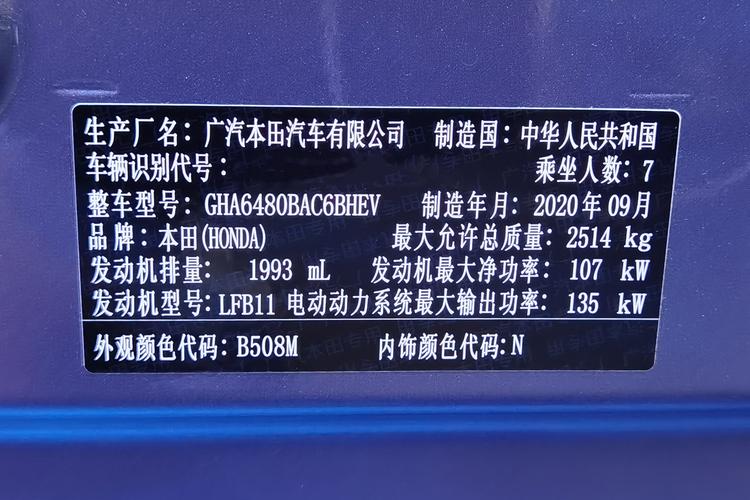 生产厂名：广汽本田汽车有限公司 制造国：中华人民共和国
车辆识别代号： 乘坐人数：7
整车型号：GHA6480BAC6BHEV 制造年月：2020年09月
品牌：本田(HONDA) 最大允许总质量：2514 kg
发动机排量：1993 mL 发动机最大净功率：107 kW
发动机型号：LFB11 电动动力系统最大输出功率：135 kW
外观颜色代码：B508M 内饰颜色代码：N